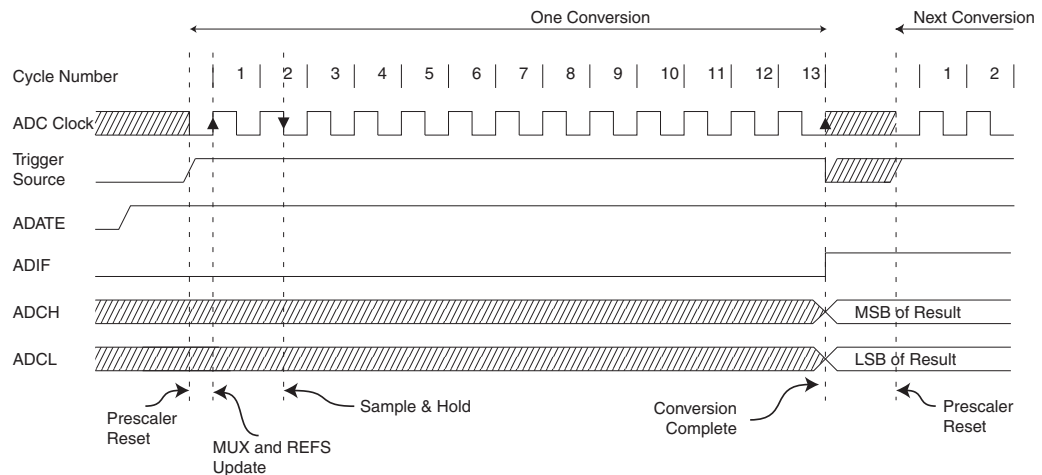 One Conversion Next Conversion
Cycle Number 1 2 3 4 5 6 7 8 9 10 11 12 13 1 2
ADC Clock
Trigger
Source
ADATE
ADIF
ADCH MSB of Result
ADCL LSB of Result
Prescaler
Reset
MUX and REFS
Update
Sample & Hold
Conversion
Complete
Prescaler
Reset